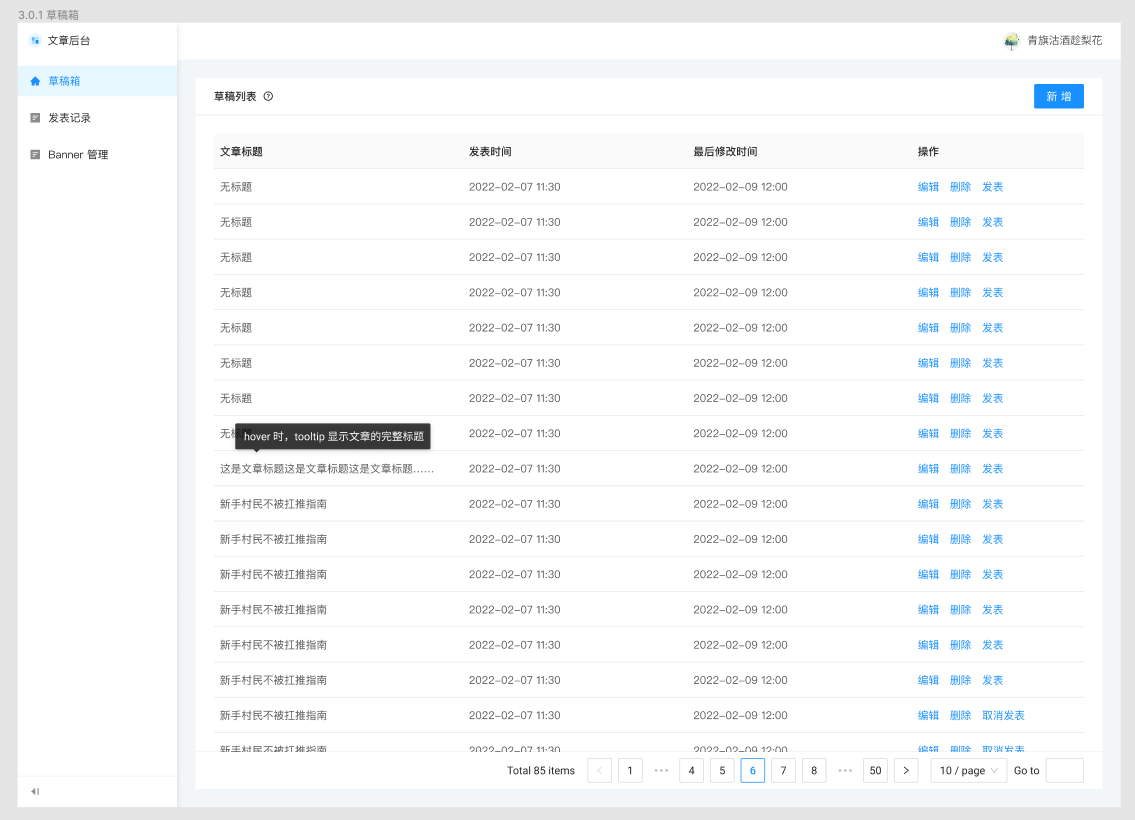 3.0.1 草稿箱
文章后台
青旗沽酒趁梨花
草稿箱
发表记录
Banner 管理
草稿列表
新 增
文章标题 发表时间 最后修改时间 操作
无标题 2022-02-07 11:30 2022-02-09 12:00 编辑 删除 发表
无标题 2022-02-07 11:30 2022-02-09 12:00 编辑 删除 发表
无标题 2022-02-07 11:30 2022-02-09 12:00 编辑 删除 发表
无标题 2022-02-07 11:30 2022-02-09 12:00 编辑 删除 发表
无标题 2022-02-07 11:30 2022-02-09 12:00 编辑 删除 发表
无标题 2022-02-07 11:30 2022-02-09 12:00 编辑 删除 发表
无标题 2022-02-07 11:30 2022-02-09 12:00 编辑 删除 发表
无标 2022-02-07 11:30 2022-02-09 12:00 编辑 删除 发表
hover 时，tooltip 显示文章的完整标题
这是文章标题这是文章标题这是文章标题…… 2022-02-07 11:30 2022-02-09 12:00 编辑 删除 发表
新手村民不被扛推指南 2022-02-07 11:30 2022-02-09 12:00 编辑 删除 发表
新手村民不被扛推指南 2022-02-07 11:30 2022-02-09 12:00 编辑 删除 发表
新手村民不被扛推指南 2022-02-07 11:30 2022-02-09 12:00 编辑 删除 发表
新手村民不被扛推指南 2022-02-07 11:30 2022-02-09 12:00 编辑 删除 发表
新手村民不被扛推指南 2022-02-07 11:30 2022-02-09 12:00 编辑 删除 发表
新手村民不被扛推指南 2022-02-07 11:30 2022-02-09 12:00 编辑 删除 发表
新手村民不被扛推指南 2022-02-07 11:30 2022-02-09 12:00 编辑 删除 取消发表
新手村民不被扛推指南 2022-02-07 11:30 2022-02-09 12:00 编辑 删除 取消发表
Total 85 items < 1 ••• 4 5 6 7 8 ••• 50 > 10 / page Go to